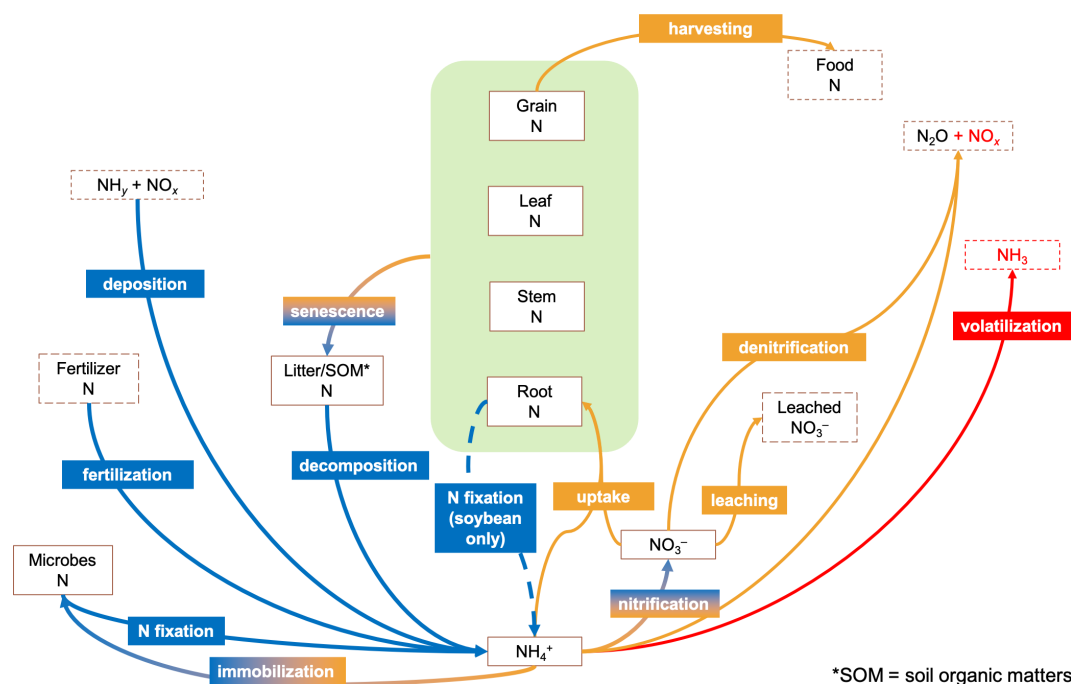 harvesting
Food
N
Grain
N
N₂O + NOₓ
NHᵧ + NOₓ
Leaf
N
NH₃
deposition
Stem
N
senescence
volatilization
denitrification
Fertilizer
N
Litter/SOM*
N
Root
N
Leached
NO₃⁻
fertilization
decomposition
N fixation
(soybean
only)
uptake
leaching
NO₃⁻
Microbes
N
nitrification
N fixation
NH₄⁺
immobilization
*SOM = soil organic matters